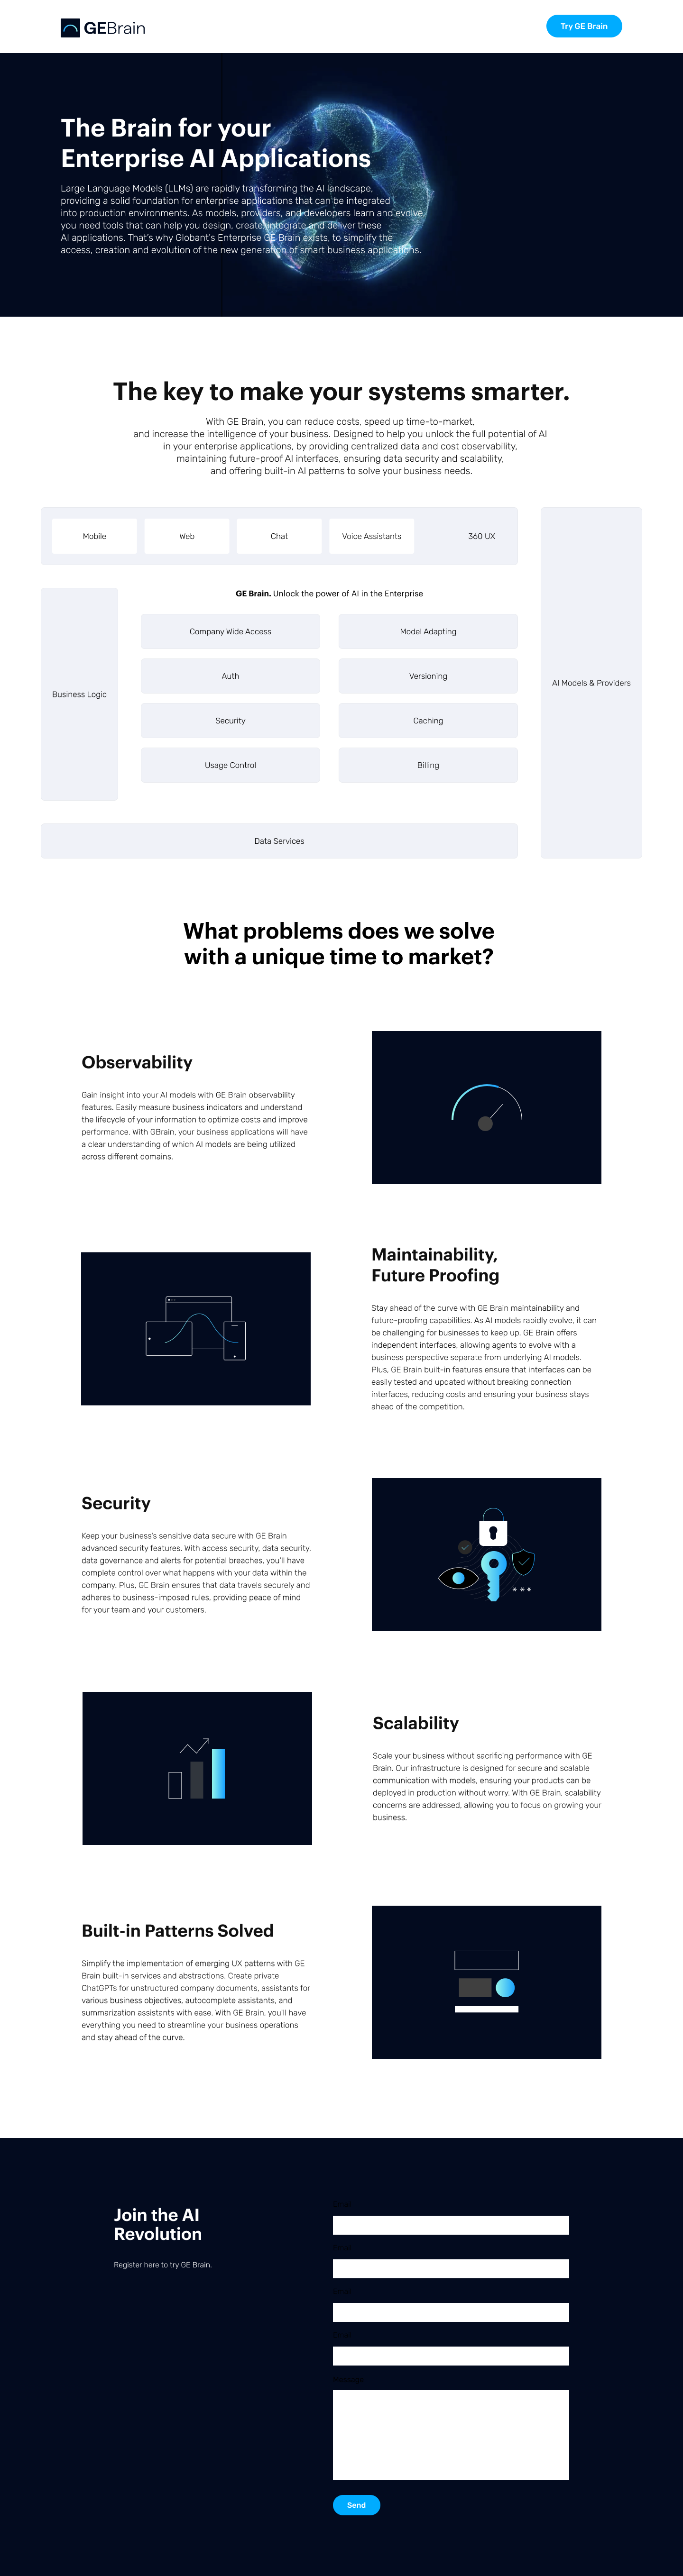 GEBrain
Try GE Brain
The Brain for your
Enterprise AI Applications
Large Language Models (LLMs) are rapidly transforming the AI landscape,
providing a solid foundation for enterprise applications that can be integrated
into production environments. As models, providers, and developers learn and evolve,
you need tools that can help you design, create, integrate and deliver these
AI applications. That's why Globant's Enterprise GE Brain exists, to simplify the
access, creation and evolution of the new generation of smart business applications.
The key to make your systems smarter.
With GE Brain, you can reduce costs, speed up time-to-market,
and increase the intelligence of your business. Designed to help you unlock the full potential of AI
in your enterprise applications, by providing centralized data and cost observability,
maintaining future-proof AI interfaces, ensuring data security and scalability,
and offering built-in AI patterns to solve your business needs.
Mobile
Web
Chat
Voice Assistants
360 UX
GE Brain. Unlock the power of AI in the Enterprise
Company Wide Access
Model Adapting
Auth
Versioning
Business Logic
AI Models & Providers
Security
Caching
Usage Control
Billing
Data Services
What problems does we solve
with a unique time to market?
Observability
Gain insight into your AI models with GE Brain observability
features. Easily measure business indicators and understand
the lifecycle of your information to optimize costs and improve
performance. With GBrain, your business applications will have
a clear understanding of which AI models are being utilized
across different domains.
Maintainability,
Future Proofing
Stay ahead of the curve with GE Brain maintainability and
future-proofing capabilities. As AI models rapidly evolve, it can
be challenging for businesses to keep up. GE Brain offers
independent interfaces, allowing agents to evolve with a
business perspective separate from underlying AI models.
Plus, GE Brain built-in features ensure that interfaces can be
easily tested and updated without breaking connection
interfaces, reducing costs and ensuring your business stays
ahead of the competition.
Security
Keep your business's sensitive data secure with GE Brain
advanced security features. With access security, data security,
data governance and alerts for potential breaches, you'll have
complete control over what happens with your data within the
company. Plus, GE Brain ensures that data travels securely and
adheres to business-imposed rules, providing peace of mind
for your team and your customers.
***
Scalability
Scale your business without sacrificing performance with GE
Brain. Our infrastructure is designed for secure and scalable
communication with models, ensuring your products can be
deployed in production without worry. With GE Brain, scalability
concerns are addressed, allowing you to focus on growing your
business.
Built-in Patterns Solved
Simplify the implementation of emerging UX patterns with GE
Brain built-in services and abstractions. Create private
ChatGPTs for unstructured company documents, assistants for
various business objectives, autocomplete assistants, and
summarization assistants with ease. With GE Brain, you'll have
everything you need to streamline your business operations
and stay ahead of the curve.
Join the AI
Revolution
Register here to try GE Brain.
Send